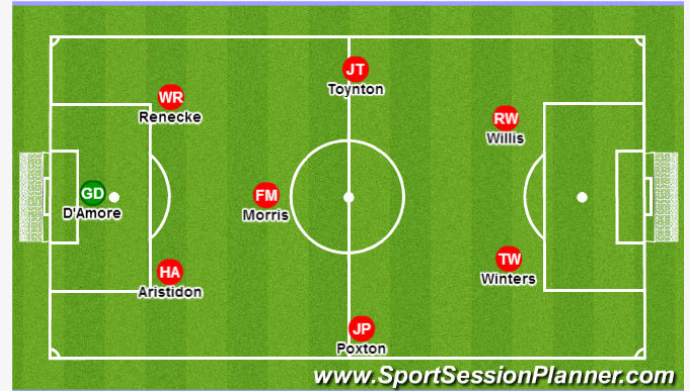 JT
Toynton
WR
Renecke
RW
Willis
GD
D'Amore
FM
Morris
HA
Aristidon
TW
Winters
JP
Poxton
www.SportSessionPlanner.com